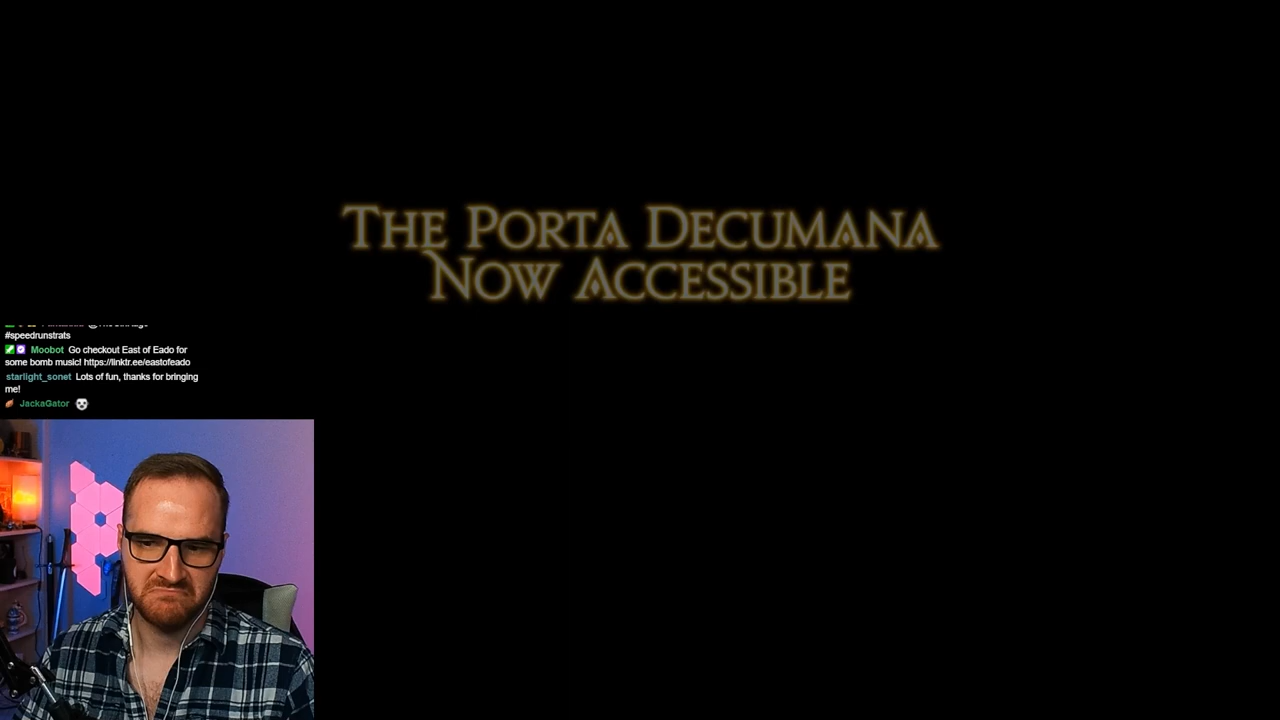 THE PORTA DECUMANA
NOW ACCESSIBLE
#speedrunstrats
Moobot Go checkout East of Eado for
some bomb music! https://linktr.ee/eastofeado
starlight_sonet Lots of fun, thanks for bringing
me!
JackaGator